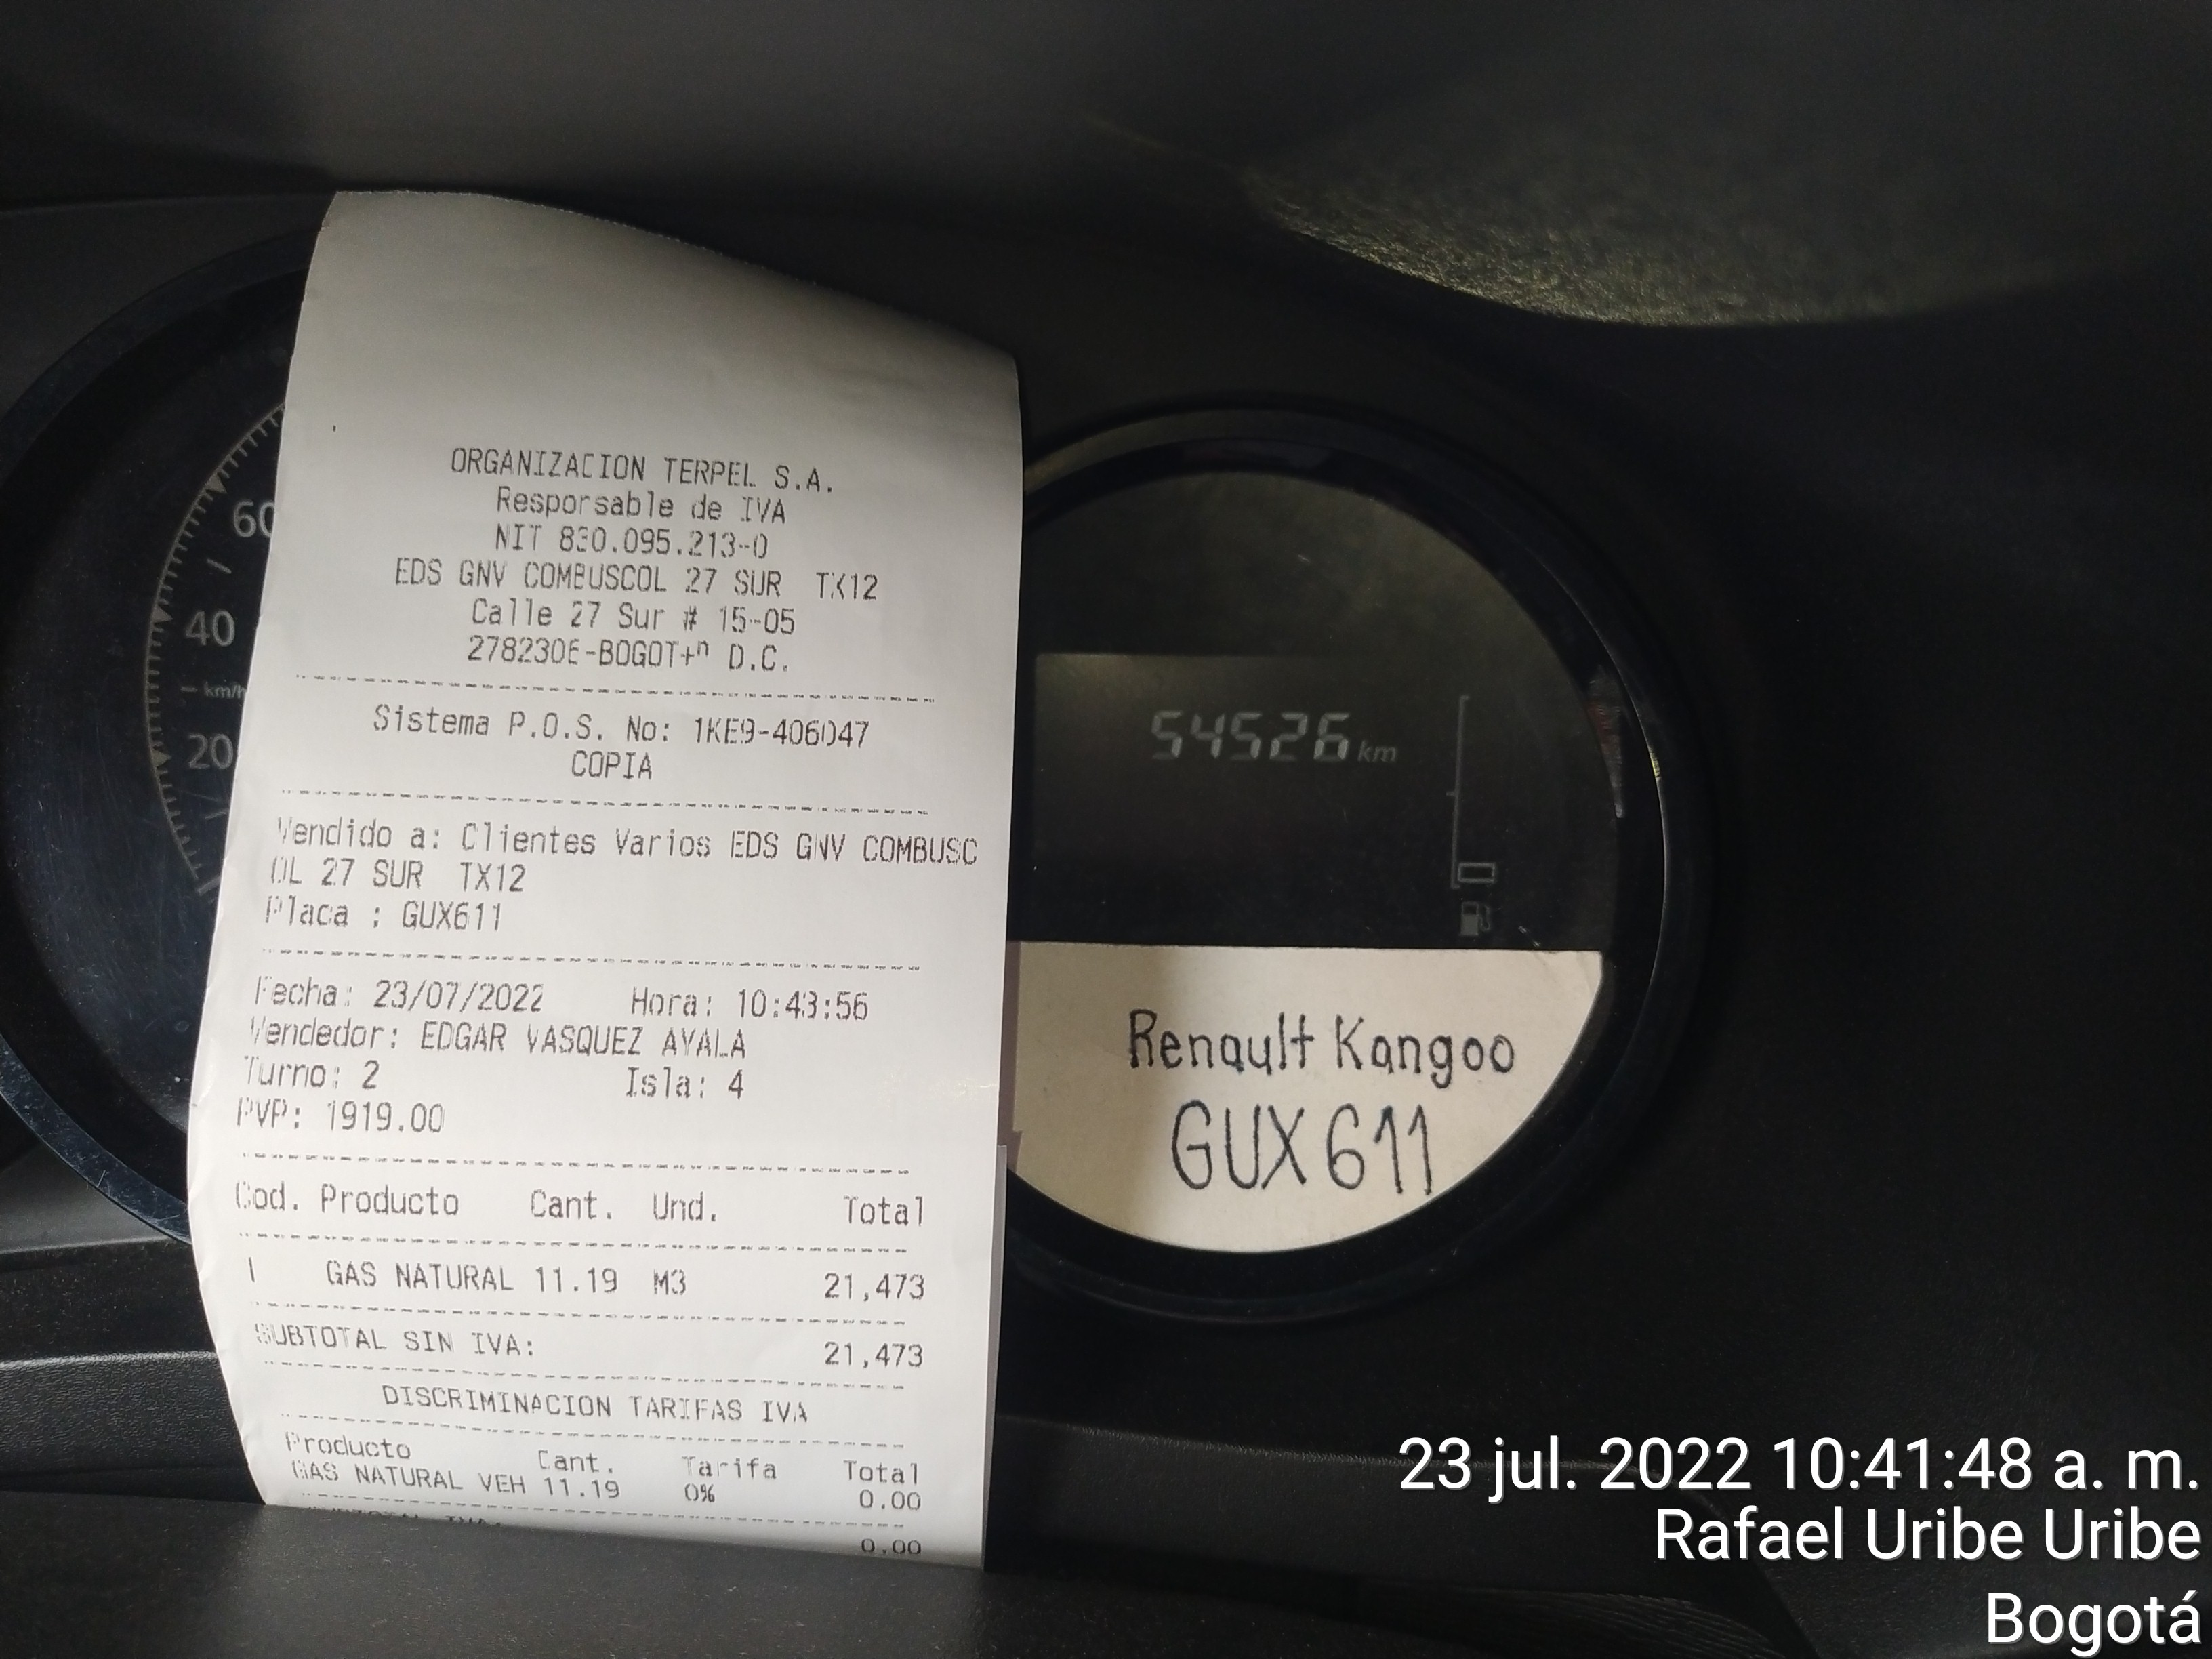 ORGANIZACION TERPEL S.A.
Responsable de IVA
NIT 830.095.213-0
EDS GNV COMBUSCOL 27 SUR TX12
Calle 27 Sur # 15-05
2782306-BOGOT+ⁿ D.C.
Sistema P.O.S. No: 1KE9-406047
COPIA
Vendido a: Clientes Varios EDS GNV COMBUSC
OL 27 SUR TX12
Placa : GUX611
Fecha: 23/07/2022 Hora: 10:43:56
Vendedor: EDGAR VASQUEZ AYALA
Turno: 2 Isla: 4
PVP: 1919.00
Cod. Producto Cant. Und. Total
1 GAS NATURAL 11.19 M3 21,473
SUBTOTAL SIN IVA: 21,473
DISCRIMINACION TARIFAS IVA
Producto Cant. Tarifa Total
GAS NATURAL VEH 11.19 0% 0.00
SUBTOTAL IVA: 0.00
60
40
km/h
20
54526 km
Renault Kangoo
GUX611
23 jul. 2022 10:41:48 a. m.
Rafael Uribe Uribe
Bogotá